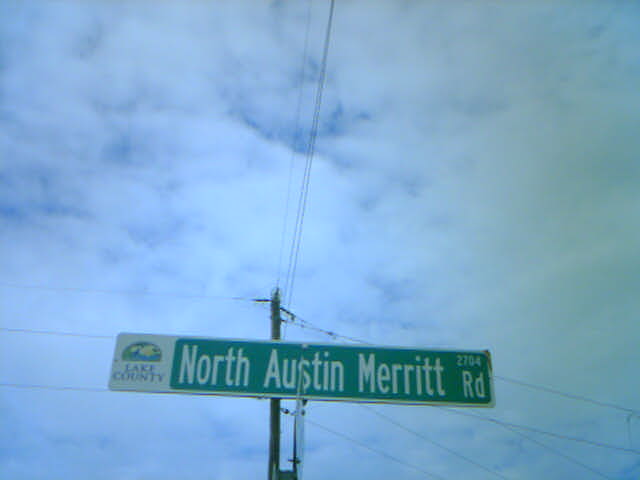 LAKE
COUNTY
North Austin Merritt Rd
2704